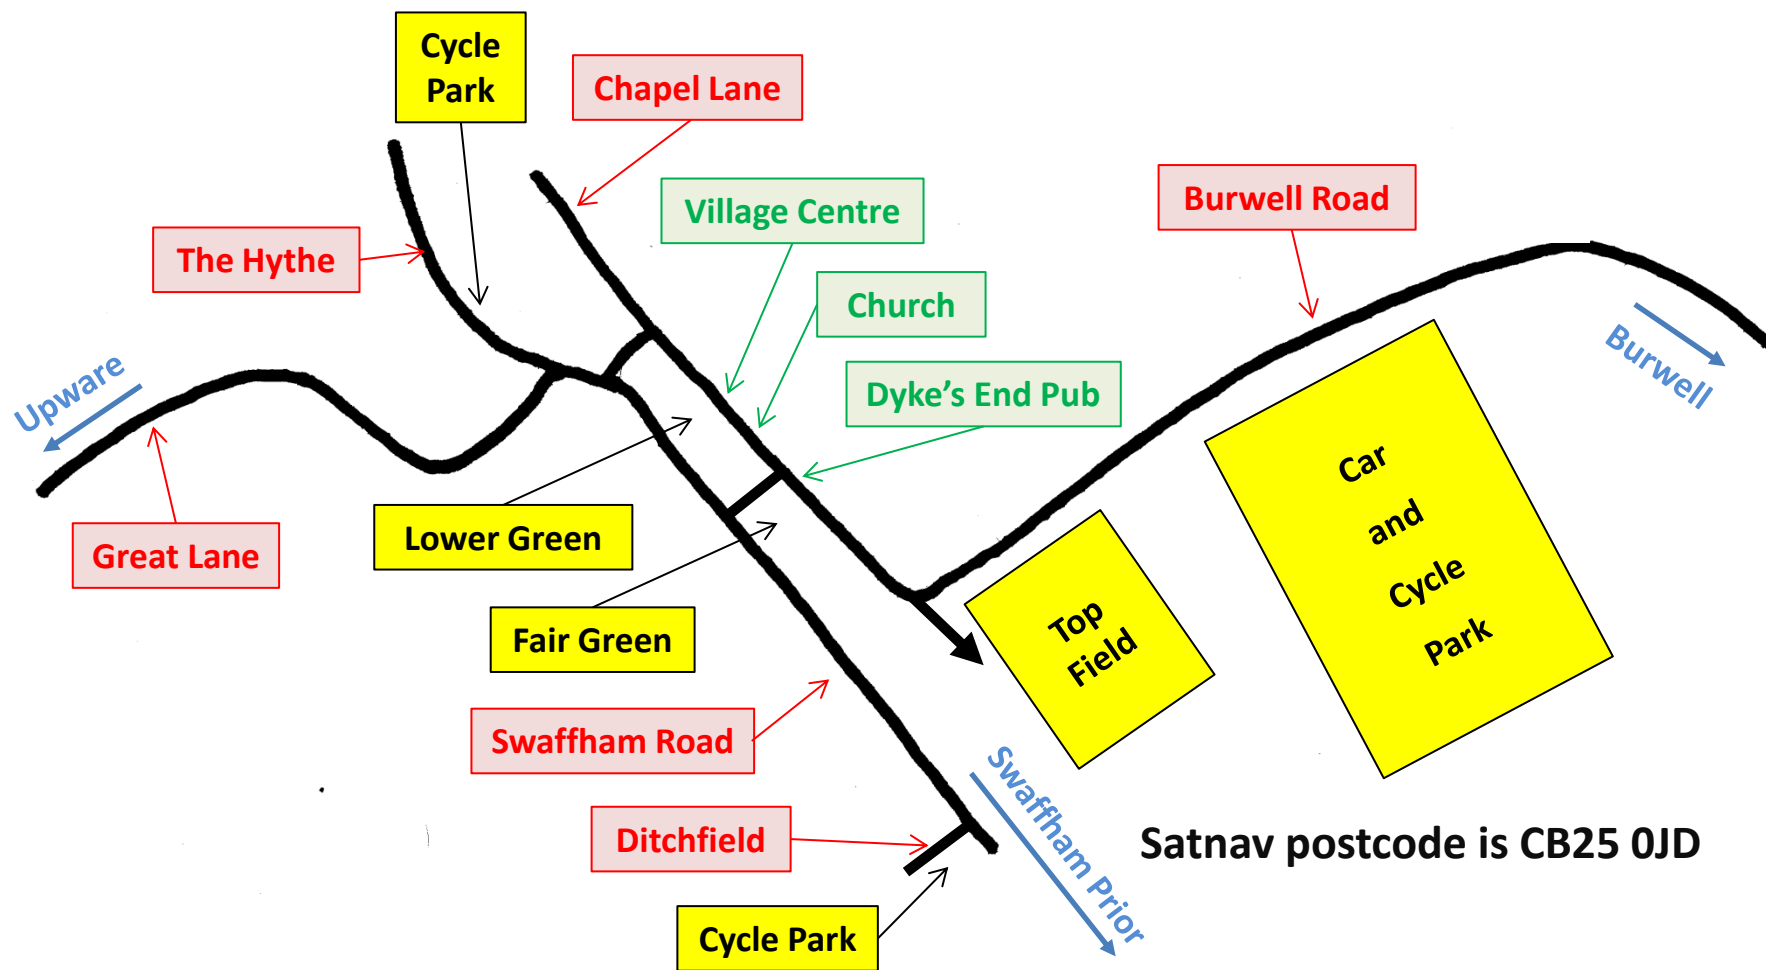 Cycle
Park
Chapel Lane
Village Centre
Burwell Road
The Hythe
Church
Upware
Dyke's End Pub
Burwell
Car
and
Cycle
Park
Lower Green
Great Lane
Top
Field
Fair Green
Swaffham Road
Swaffham Prior
Ditchfield
Satnav postcode is CB25 0JD
Cycle Park